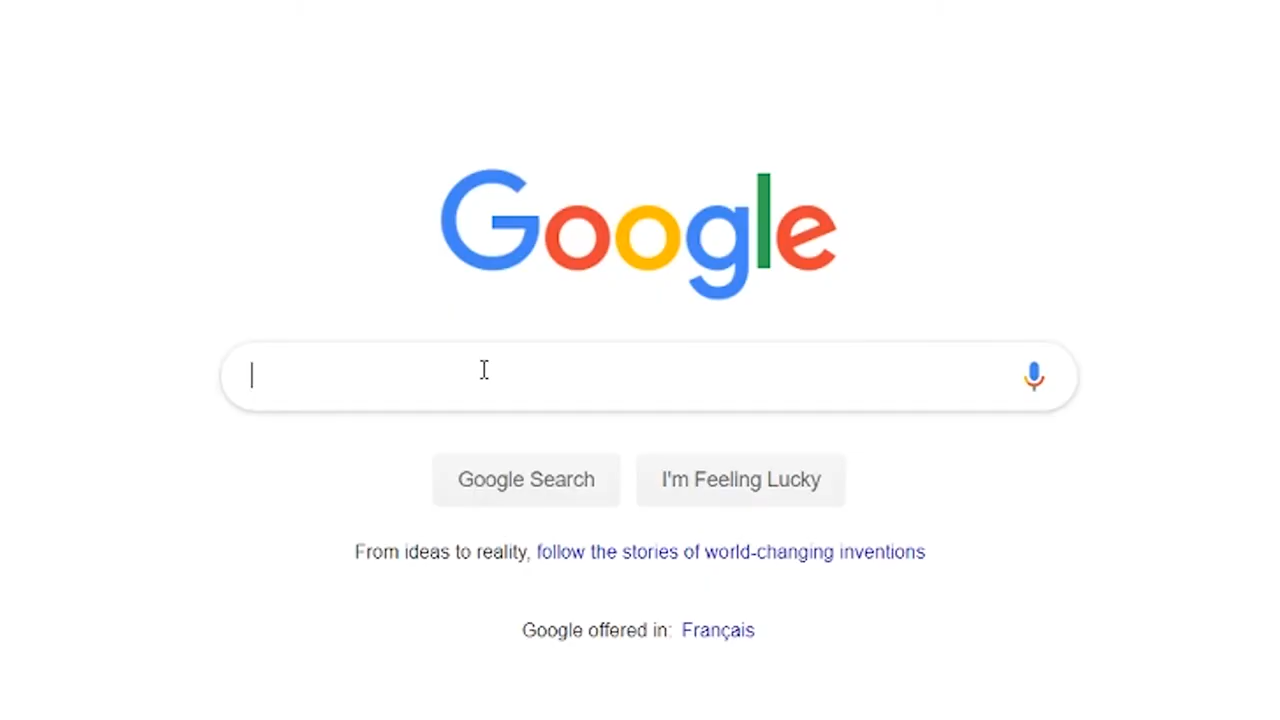 Google
Google Search
I'm Feeling Lucky
From ideas to reality, follow the stories of world-changing inventions
Google offered in: Français